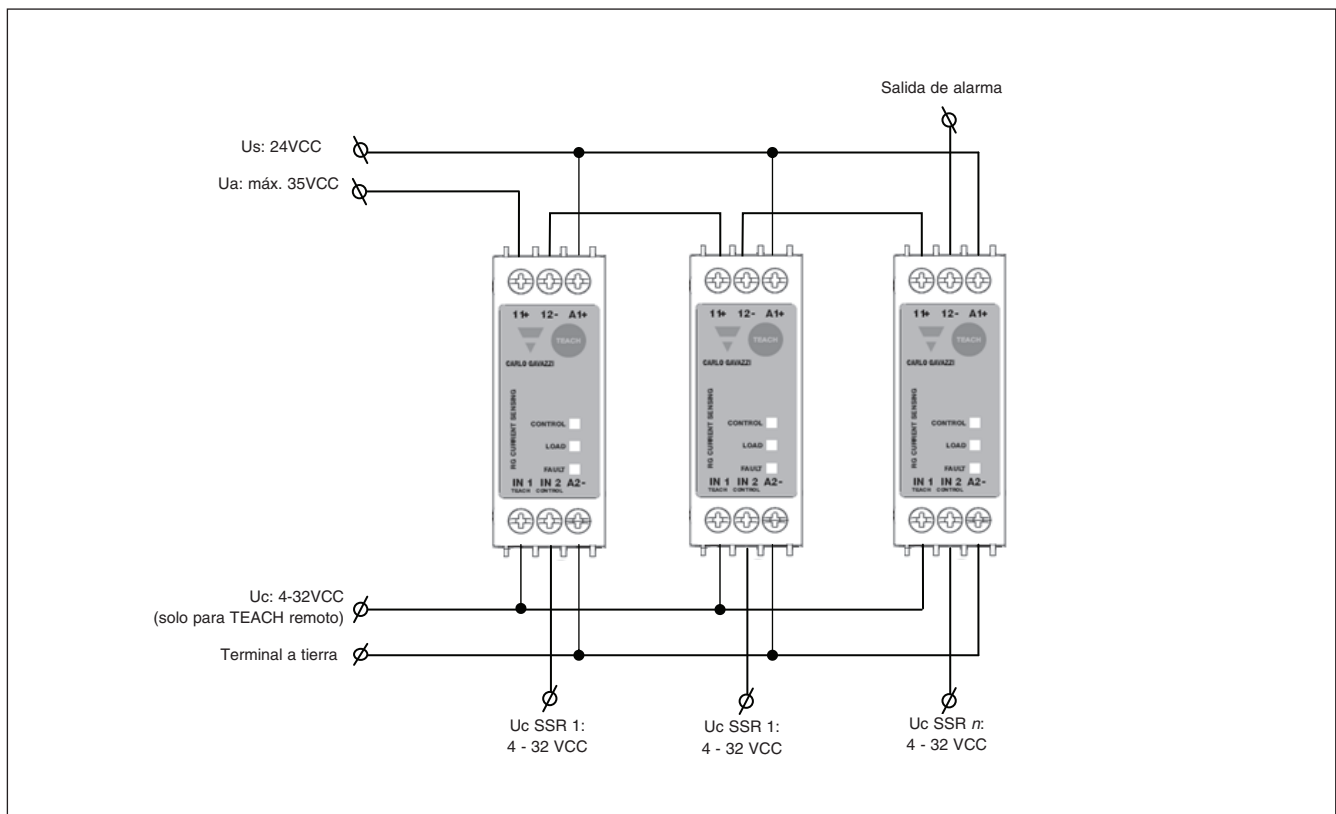 Salida de alarma
Us: 24VCC
Ua: máx. 35VCC
11+ 12- A1+
TEACH
CARLO GAVAZZI
RG CURRENT SENSING
CONTROL
LOAD
FAULT
IN 1 IN 2 A2-
TEACH CONTROL
11+ 12- A1+
TEACH
CARLO GAVAZZI
RG CURRENT SENSING
CONTROL
LOAD
FAULT
IN 1 IN 2 A2-
TEACH CONTROL
11+ 12- A1+
TEACH
CARLO GAVAZZI
RG CURRENT SENSING
CONTROL
LOAD
FAULT
IN 1 IN 2 A2-
TEACH CONTROL
Uc: 4-32VCC
(solo para TEACH remoto)
Terminal a tierra
Uc SSR 1:
4 - 32 VCC
Uc SSR 1:
4 - 32 VCC
Uc SSR n:
4 - 32 VCC